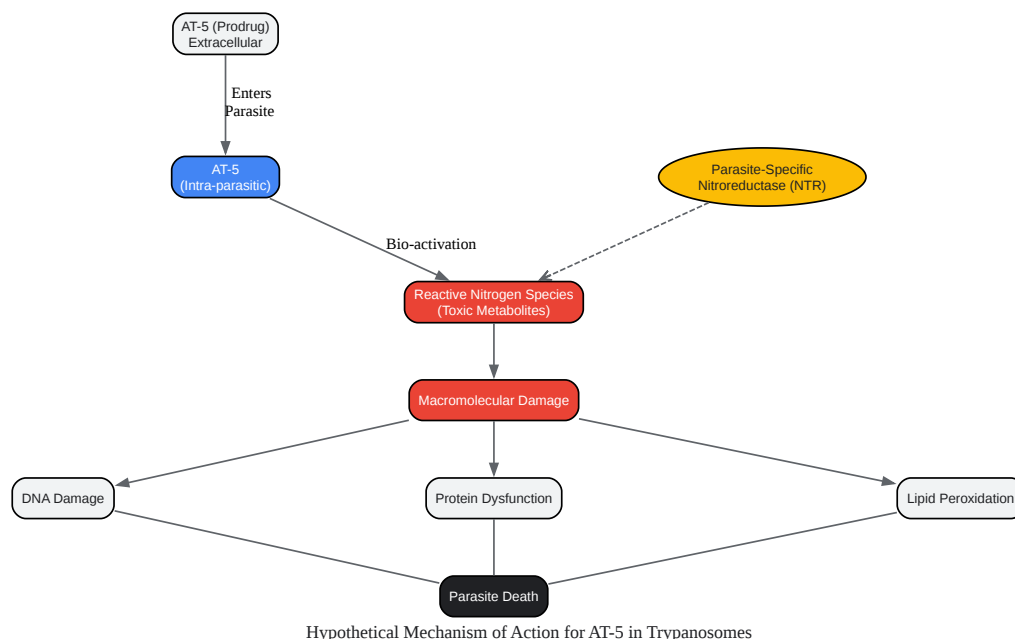 AT-5 (Prodrug)
Extracellular
Enters
Parasite
AT-5
(Intra-parasitic)
Parasite-Specific
Nitroreductase (NTR)
Bio-activation
Reactive Nitrogen Species
(Toxic Metabolites)
Macromolecular Damage
DNA Damage
Protein Dysfunction
Lipid Peroxidation
Parasite Death
Hypothetical Mechanism of Action for AT-5 in Trypanosomes